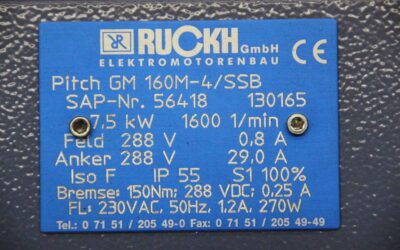 RUCKH GmbH CE
ELEKTROMOTORENBAU
Pitch GM 160M-4/SSB
SAP-Nr. 56418 130165
7,5 kW 1600 1/min
Feld 288 V 0,8 A
Anker 288 V 29,0 A
Iso F IP 55 S1 100%
Bremse: 150Nm; 288 VDC; 0,25 A
FL: 230VAC, 50Hz, 1.2A, 270W
Tel.: 0 71 51 / 205 49-0 Fax: 0 71 51 / 2 05 49-49